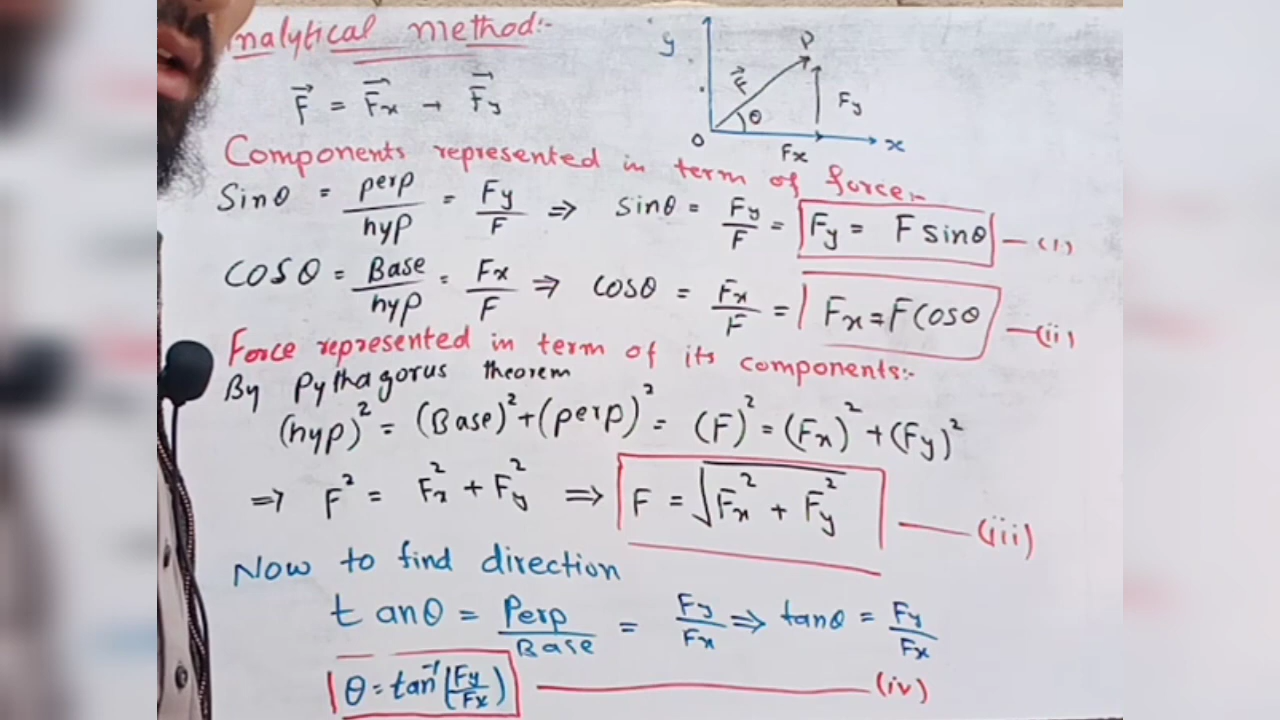 nalytical method:-
F⃗ = F⃗x → F⃗y
y
P
F⃗
θ
Fy
O
Fx
x
Components represented in term of force:-
Sinθ = perp/hyp = Fy/F ⇒ sinθ = Fy/F = Fy = F sinθ — (i)
COSθ = Base/hyp = Fx/F ⇒ cosθ = Fx/F = Fx = F Cosθ — (ii)
Force represented in term of its components:-
By Pythagorus theorem
(hyp)² = (Base)² + (perp)² = (F)² = (Fx)² + (Fy)²
⇒ F² = Fx² + Fy² ⇒ F = √(Fx² + Fy²) — (iii)
Now to find direction
tanθ = Perp/Base = Fy/Fx ⇒ tanθ = Fy/Fx
θ = tan⁻¹(Fy/Fx) — (iv)